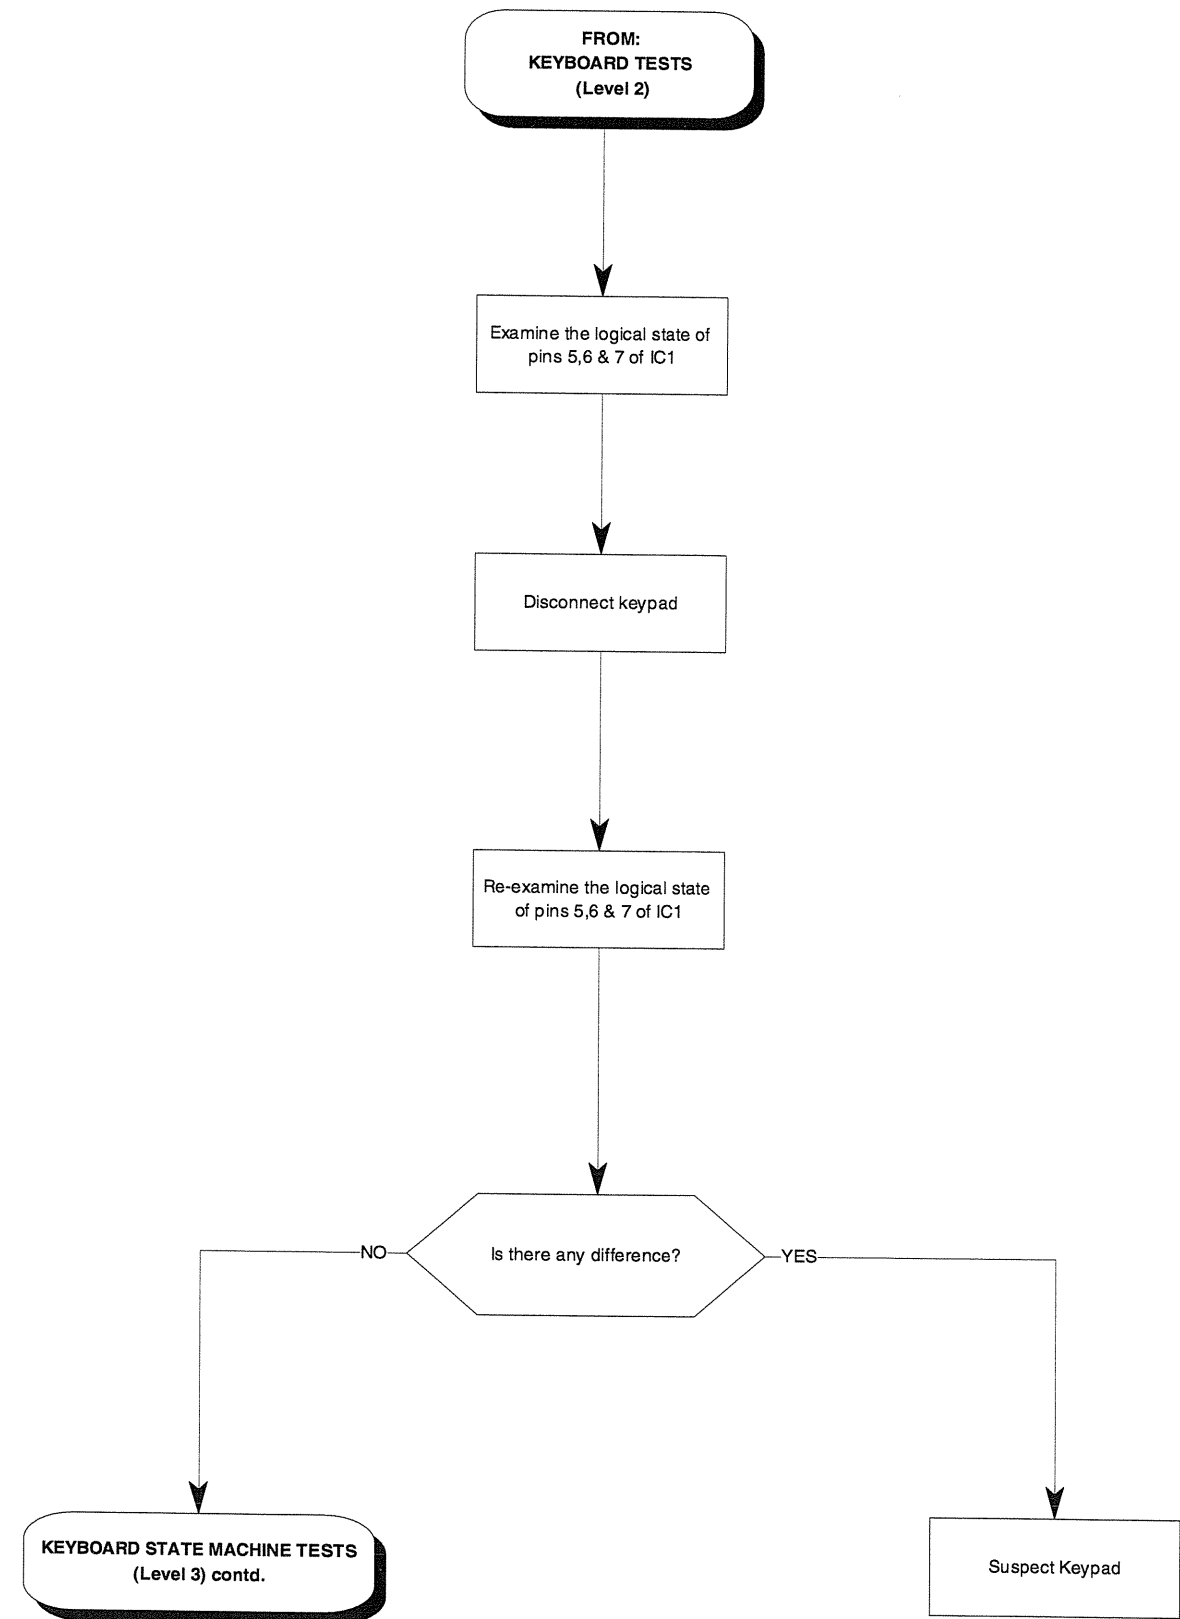 FROM:
KEYBOARD TESTS
(Level 2)
Examine the logical state of
pins 5,6 & 7 of IC1
Disconnect keypad
Re-examine the logical state
of pins 5,6 & 7 of IC1
Is there any difference?
NO
YES
KEYBOARD STATE MACHINE TESTS
(Level 3) contd.
Suspect Keypad